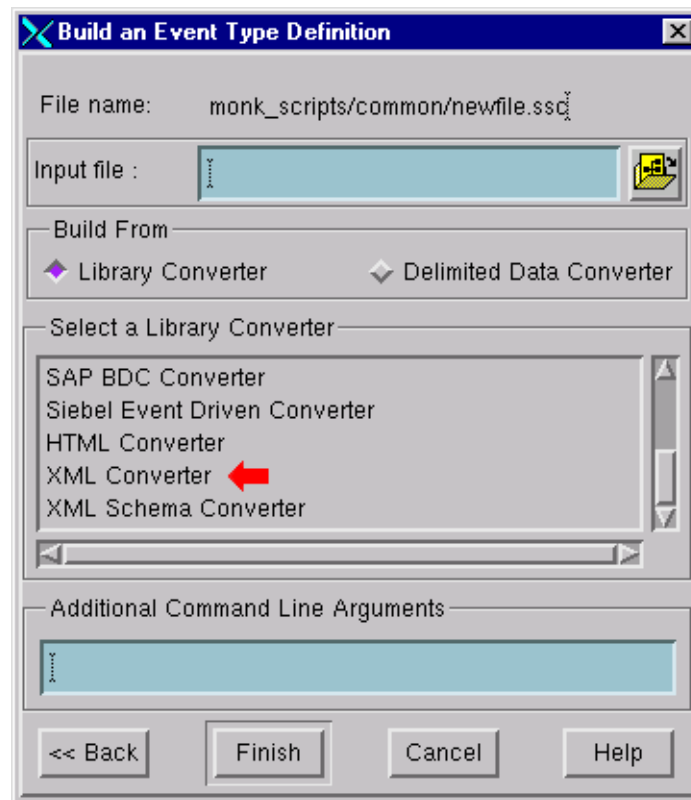 Build an Event Type Definition
File name: monk_scripts/common/newfile.ssc
Input file :
Build From
Library Converter Delimited Data Converter
Select a Library Converter
SAP BDC Converter
Siebel Event Driven Converter
HTML Converter
XML Converter
XML Schema Converter
Additional Command Line Arguments
<< Back Finish Cancel Help